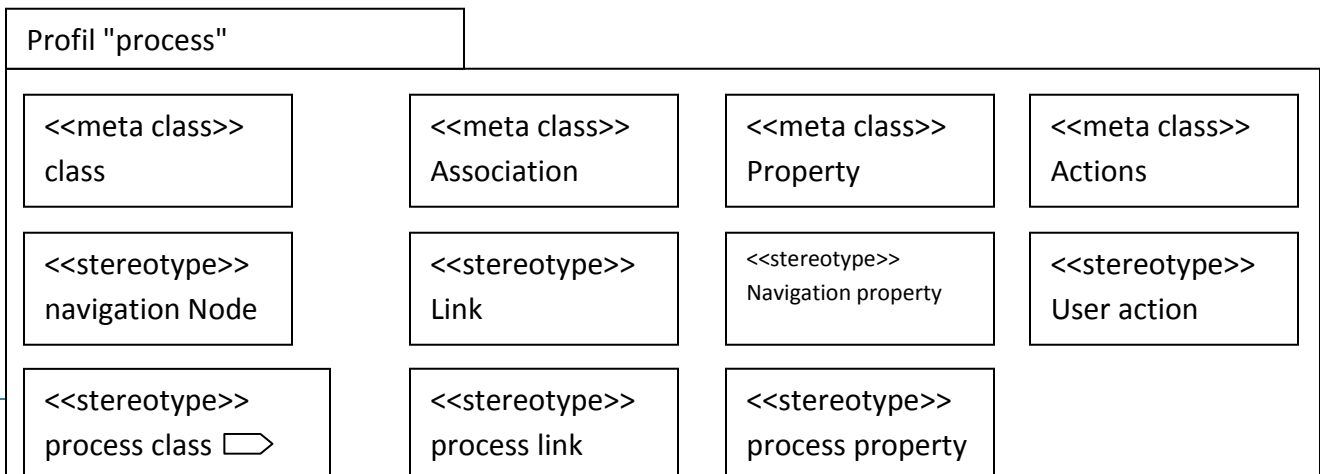 Profil "process"
<<meta class>>
class
<<meta class>>
Association
<<meta class>>
Property
<<meta class>>
Actions
<<stereotype>>
navigation Node
<<stereotype>>
Link
<<stereotype>>
Navigation property
<<stereotype>>
User action
<<stereotype>>
process class
<<stereotype>>
process link
<<stereotype>>
process property